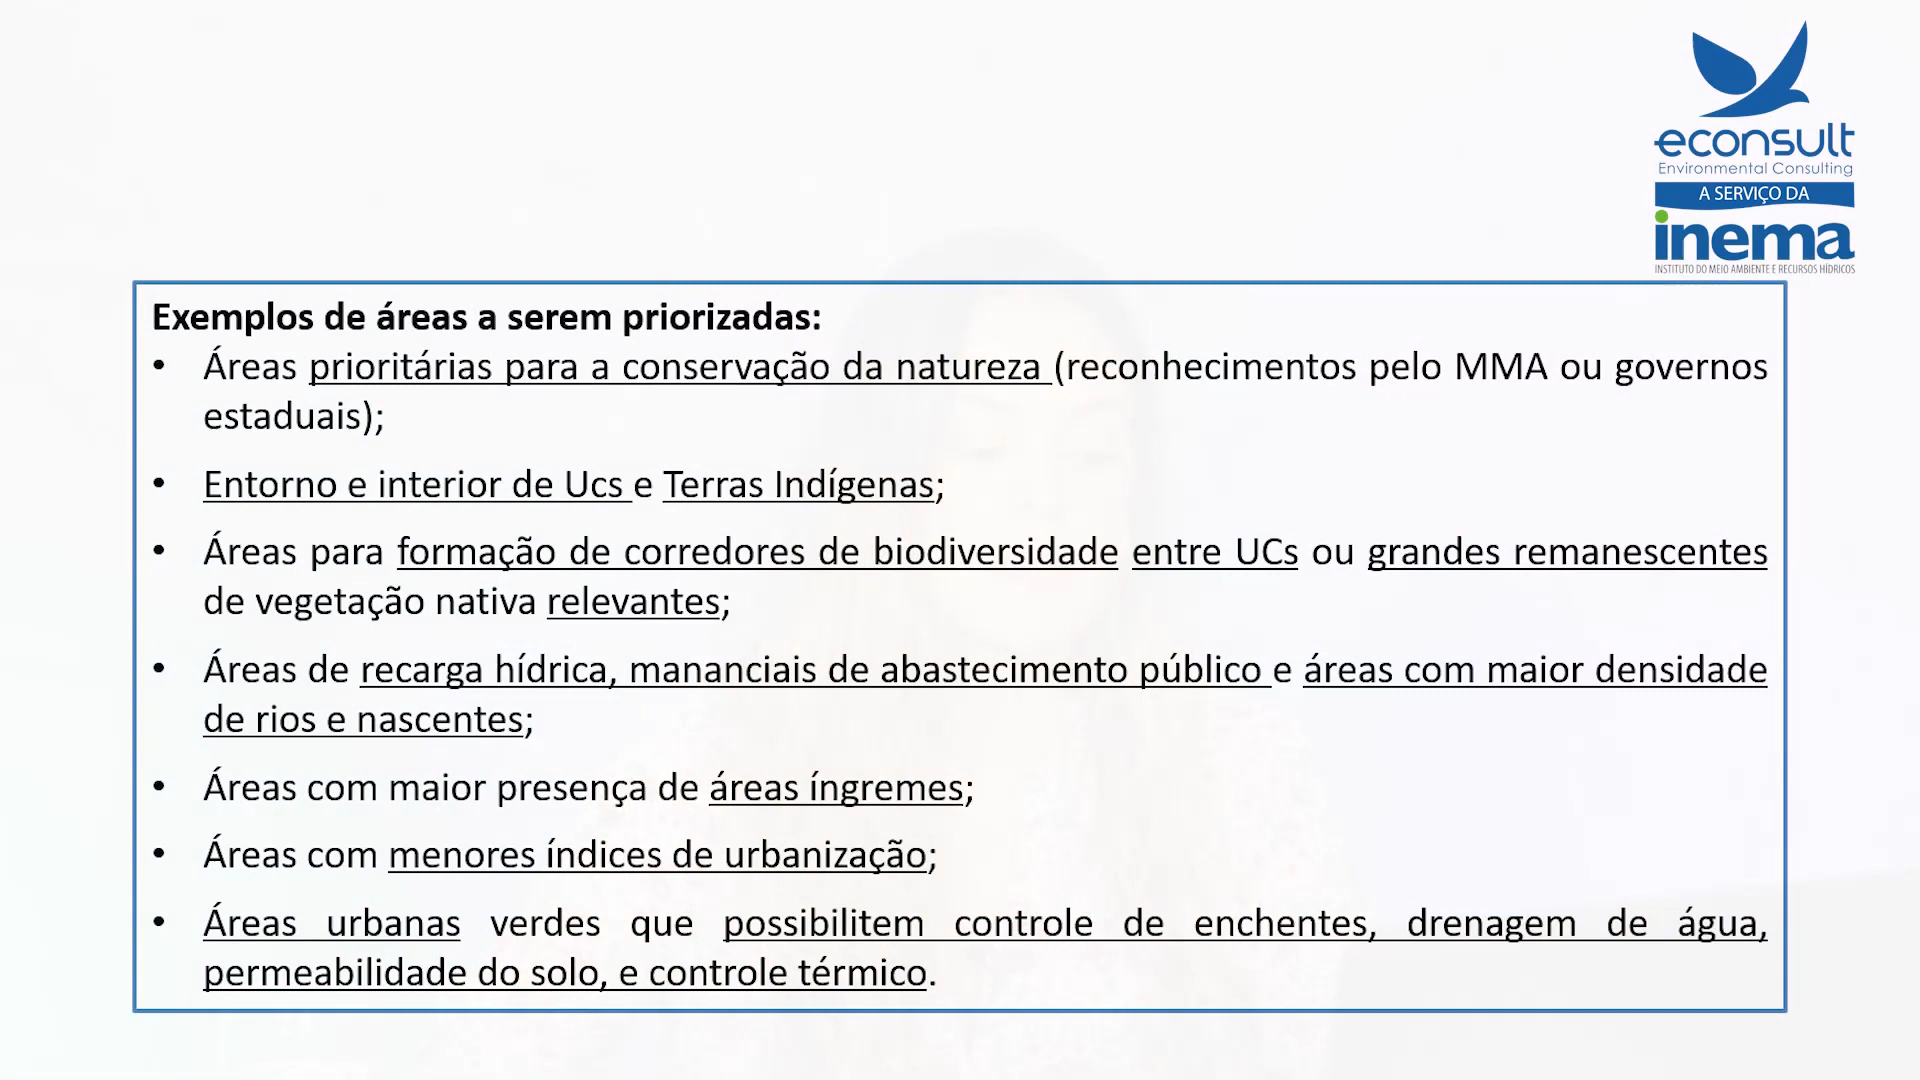 econsult
Environmental Consulting
A SERVIÇO DA
inema
INSTITUTO DO MEIO AMBIENTE E RECURSOS HÍDRICOS
Exemplos de áreas a serem priorizadas:
• Áreas prioritárias para a conservação da natureza (reconhecimentos pelo MMA ou governos
estaduais);
• Entorno e interior de Ucs e Terras Indígenas;
• Áreas para formação de corredores de biodiversidade entre UCs ou grandes remanescentes
de vegetação nativa relevantes;
• Áreas de recarga hídrica, mananciais de abastecimento público e áreas com maior densidade
de rios e nascentes;
• Áreas com maior presença de áreas íngremes;
• Áreas com menores índices de urbanização;
• Áreas urbanas verdes que possibilitem controle de enchentes, drenagem de água,
permeabilidade do solo, e controle térmico.